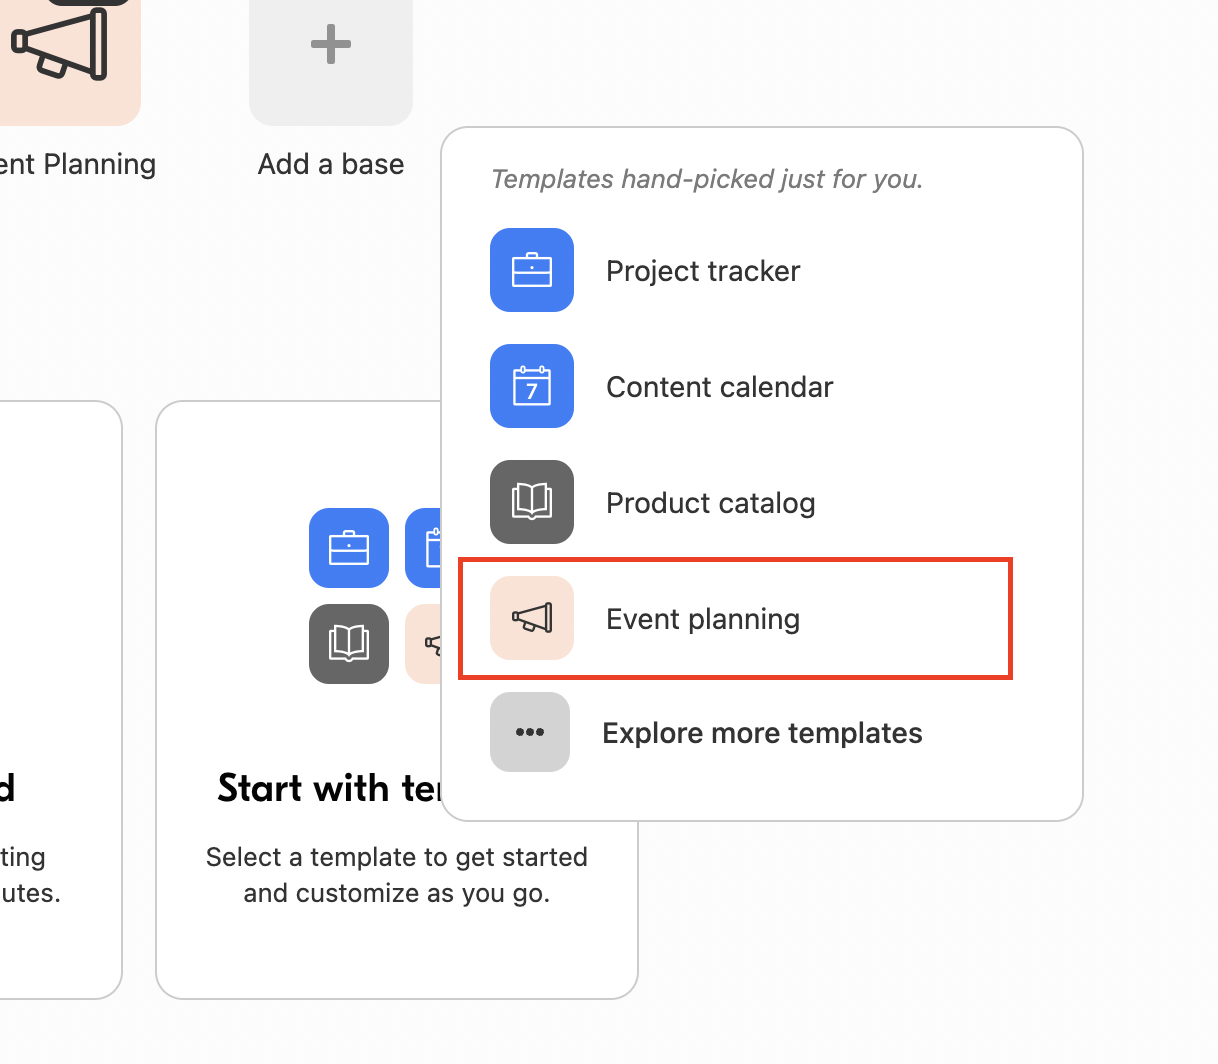 ent Planning
Add a base
Templates hand-picked just for you.
Project tracker
7
Content calendar
Product catalog
Event planning
Explore more templates
d
ting
utes.
Start with te
Select a template to get started
and customize as you go.